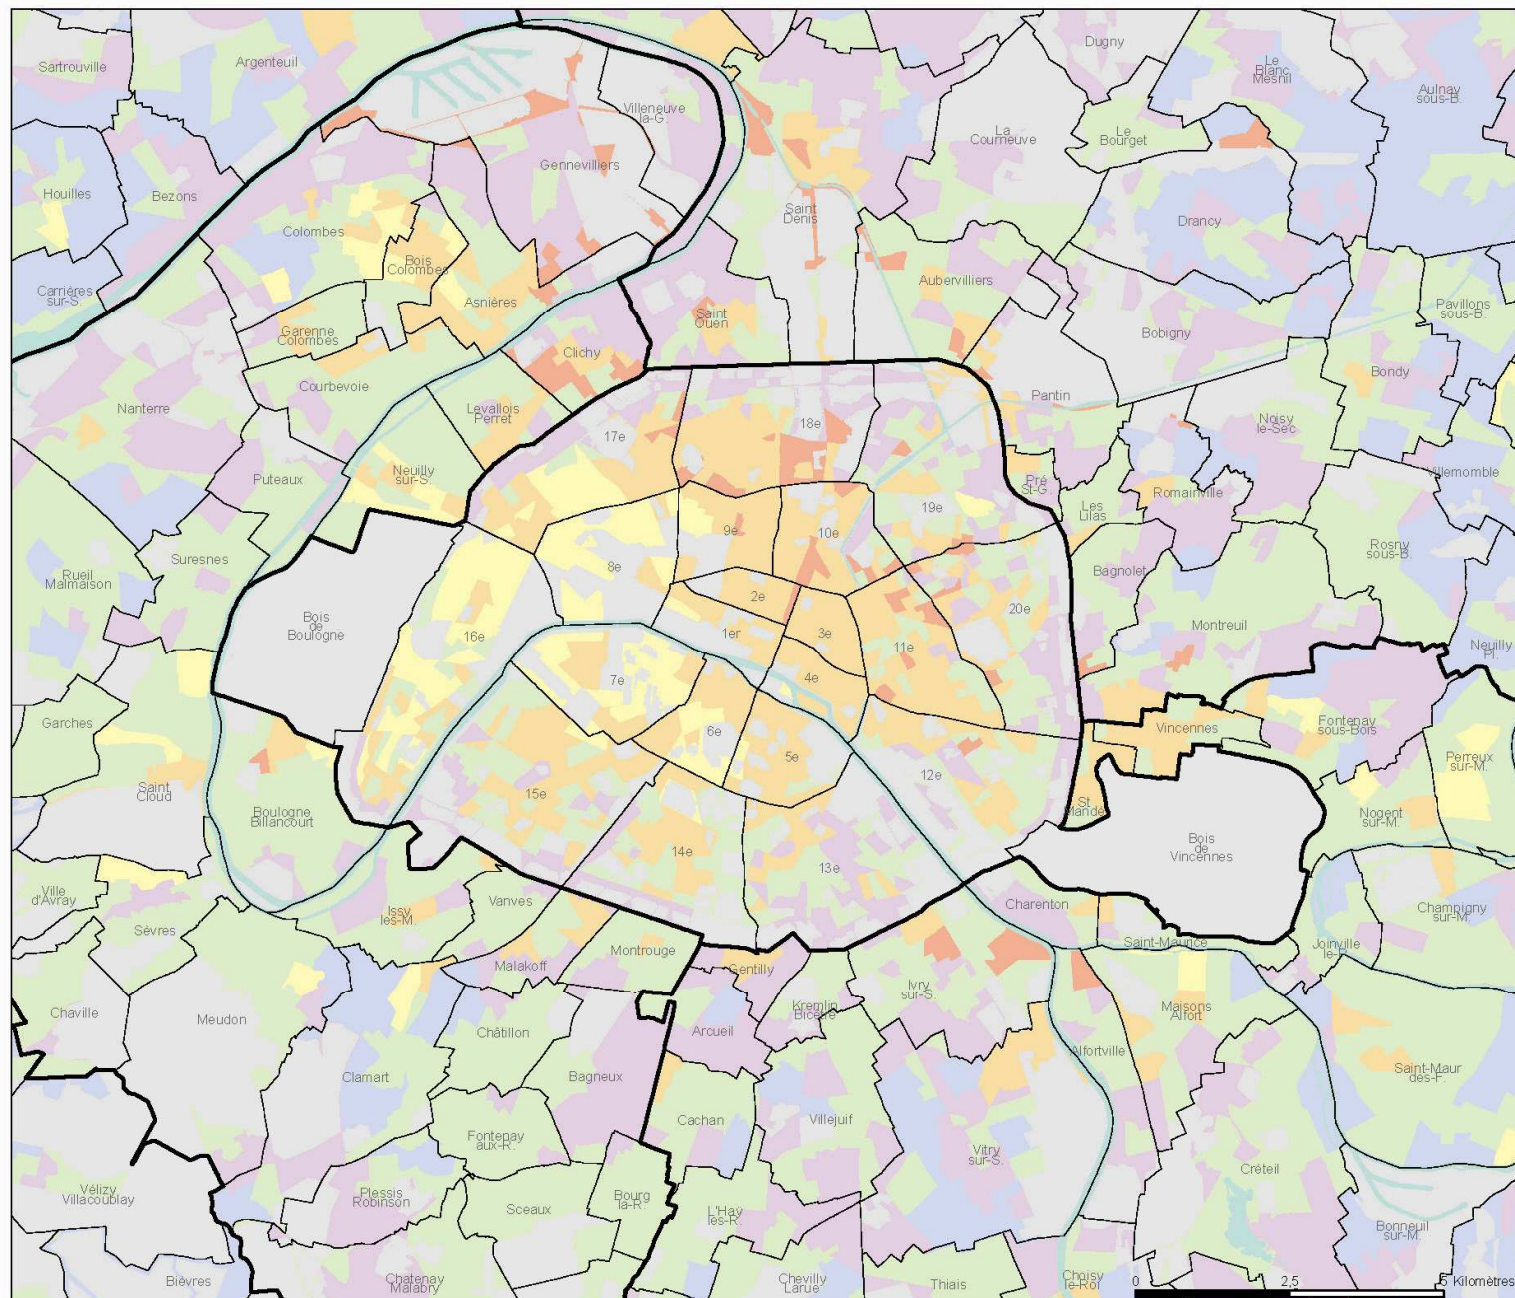 Dugny
Sartrouville
Argenteuil
Le
Blanc
Mesnil
Aulnay
sous-B.
Villeneuve
la-G.
La
Courneuve
Le
Bourget
Gennevilliers
Houilles
Bezons
Saint
Denis
Drancy
Colombes
Bois
Colombes
Carrières
sur-S.
Asnières
Aubervilliers
Pavillons
sous-B.
Garenne
Colombes
Saint
Ouen
Bobigny
Clichy
Courbevoie
Bondy
Nanterre
Levallois
Perret
Pantin
17e
18e
Noisy
le-Sec
Puteaux
Neuilly
sur-S.
Pré
St-G.
Villemomble
Romainville
Les
Lilas
19e
9e
10e
Suresnes
Rosny
sous-B.
8e
Bagnolet
Rueil
Malmaison
2e
20e
Bois
de
Boulogne
16e
1er
3e
11e
Montreuil
Neuilly
Pl.
7e
4e
Garches
6e
5e
Vincennes
Fontenay
sous-Bois
Perreux
sur-M.
12e
Saint
Cloud
15e
St
Mandé
Boulogne
Billancourt
Nogent
sur-M.
14e
13e
Bois
de
Vincennes
Ville
d'Avray
Vanves
Charenton
Issy
les-M.
Champigny
sur-M.
Sèvres
Montrouge
Saint-Maurice
Joinville
le-P.
Malakoff
Gentilly
Ivry
sur-S.
Chaville
Meudon
Kremlin
Bicêtre
Maisons
Alfort
Châtillon
Arcueil
Alfortville
Clamart
Bagneux
Saint-Maur
des-F.
Cachan
Villejuif
Fontenay
aux-R.
Vitry
sur-S.
Créteil
Vélizy
Villacoublay
Plessis
Robinson
Bourg
la-R.
Sceaux
L'Hay
les-R.
Bonneuil
sur-M.
Bièvres
Chatenay
Malabry
Chevilly
Larue
Thiais
Choisy
le-Roi
0 2,5 5 Kilomètres